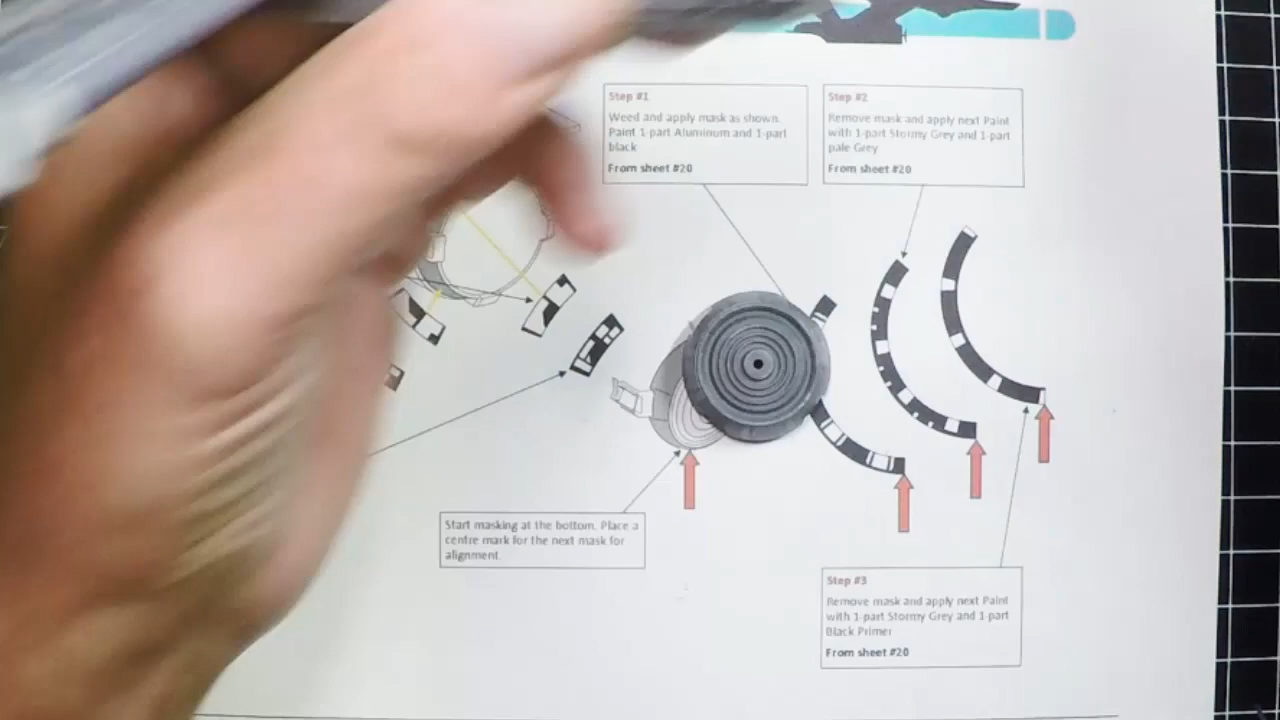 Step #1
Weed and apply mask as shown.
Paint 1-part Aluminum and 1-part
black
From sheet #20
Step #2
Remove mask and apply next Paint
with 1-part Stormy Grey and 1-part
pale Grey
From sheet #20
Start masking at the bottom. Place a
centre mark for the next mask for
alignment.
Step #3
Remove mask and apply next Paint
with 1-part Stormy Grey and 1-part
Black Primer
From sheet #20